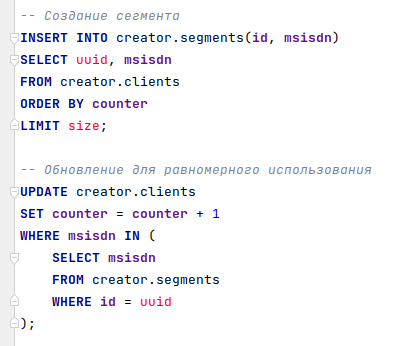 -- Создание сегмента
INSERT INTO creator.segments(id, msisdn)
SELECT uuid, msisdn
FROM creator.clients
ORDER BY counter
LIMIT size;
-- Обновление для равномерного использования
UPDATE creator.clients
SET counter = counter + 1
WHERE msisdn IN (
    SELECT msisdn
    FROM creator.segments
    WHERE id = uuid
);